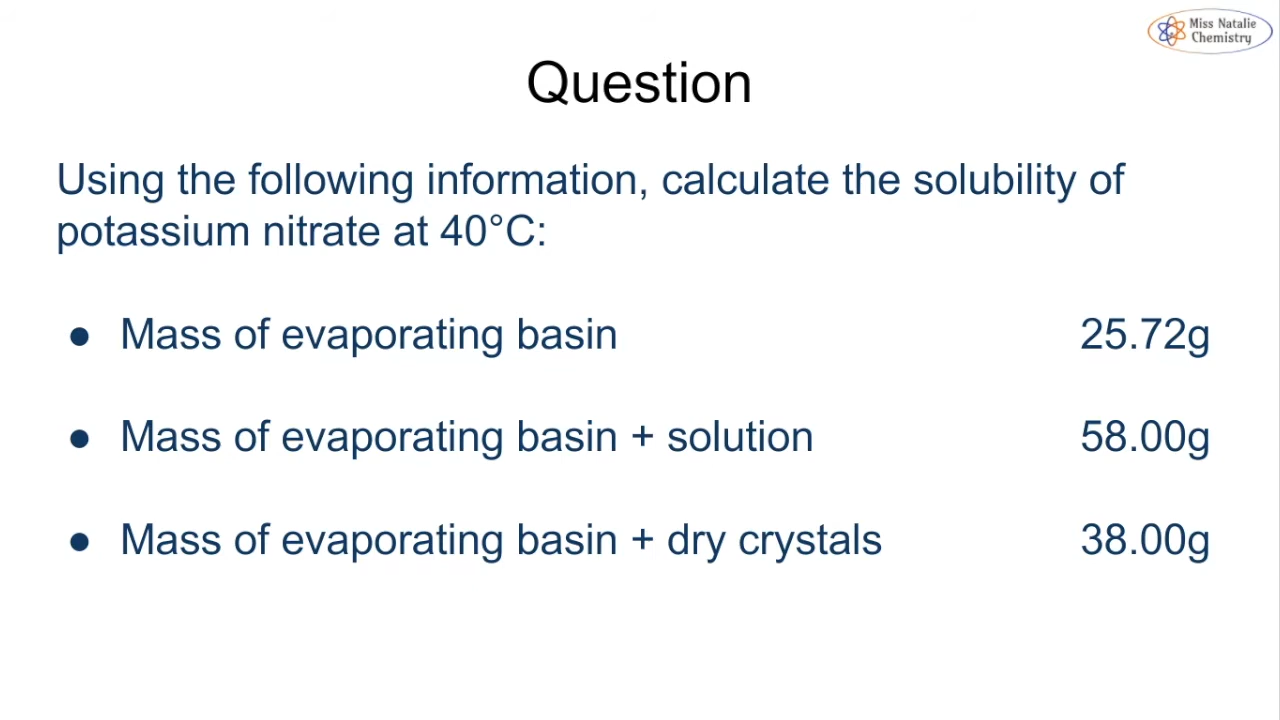 Miss Natalie
Chemistry
Question
Using the following information, calculate the solubility of
potassium nitrate at 40°C:
● Mass of evaporating basin 25.72g
● Mass of evaporating basin + solution 58.00g
● Mass of evaporating basin + dry crystals 38.00g